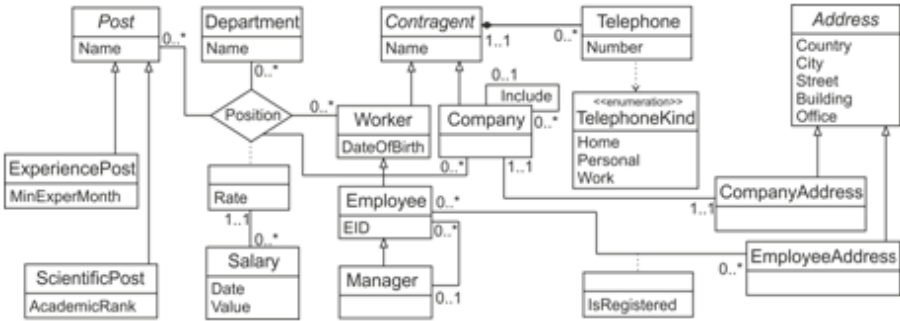 Post
Name
Department
Name
Contragent
Name
Telephone
Number
Address
Country
City
Street
Building
Office
0..*
0..*
1..1
0..*
0..1
Include
0..*
<<enumeration>>
TelephoneKind
Home
Personal
Work
Position
0..*
Worker
DateOfBirth
Company
0..*
1..1
ExperiencePost
MinExperMonth
Rate
1..1
0..*
Employee
EID
0..*
0..*
CompanyAddress
1..1
Salary
Date
Value
ScientificPost
AcademicRank
Manager
0..1
EmployeeAddress
0..*
IsRegistered